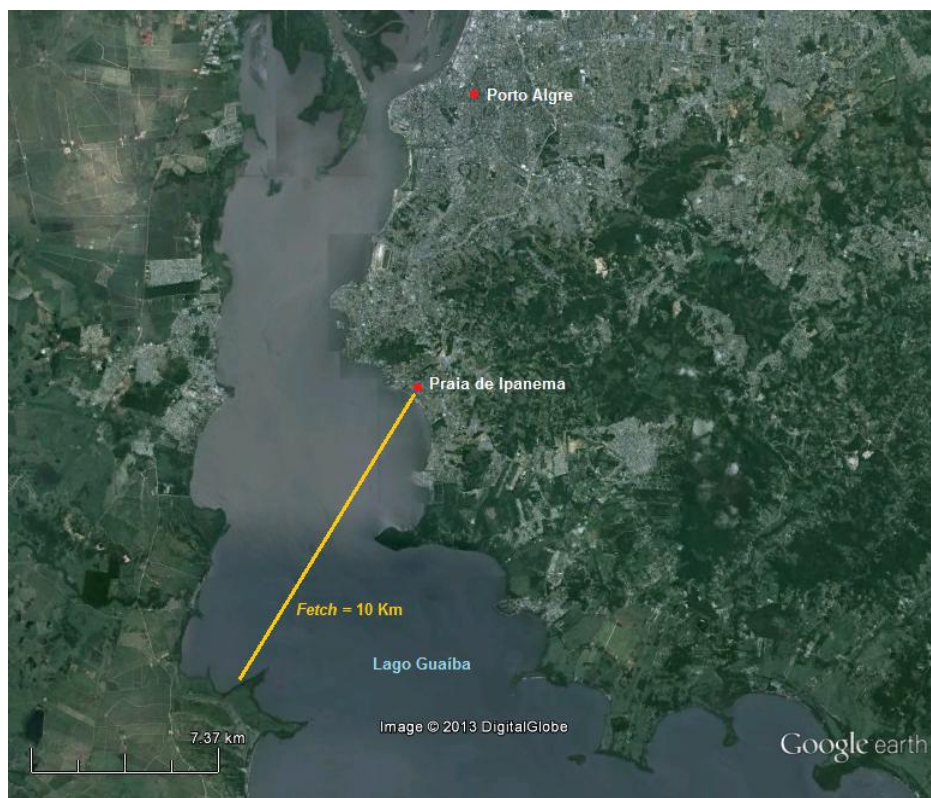 Porto Algre
Praia de Ipanema
Fetch = 10 Km
Lago Guaíba
Image © 2013 DigitalGlobe
7.37 km
Google earth